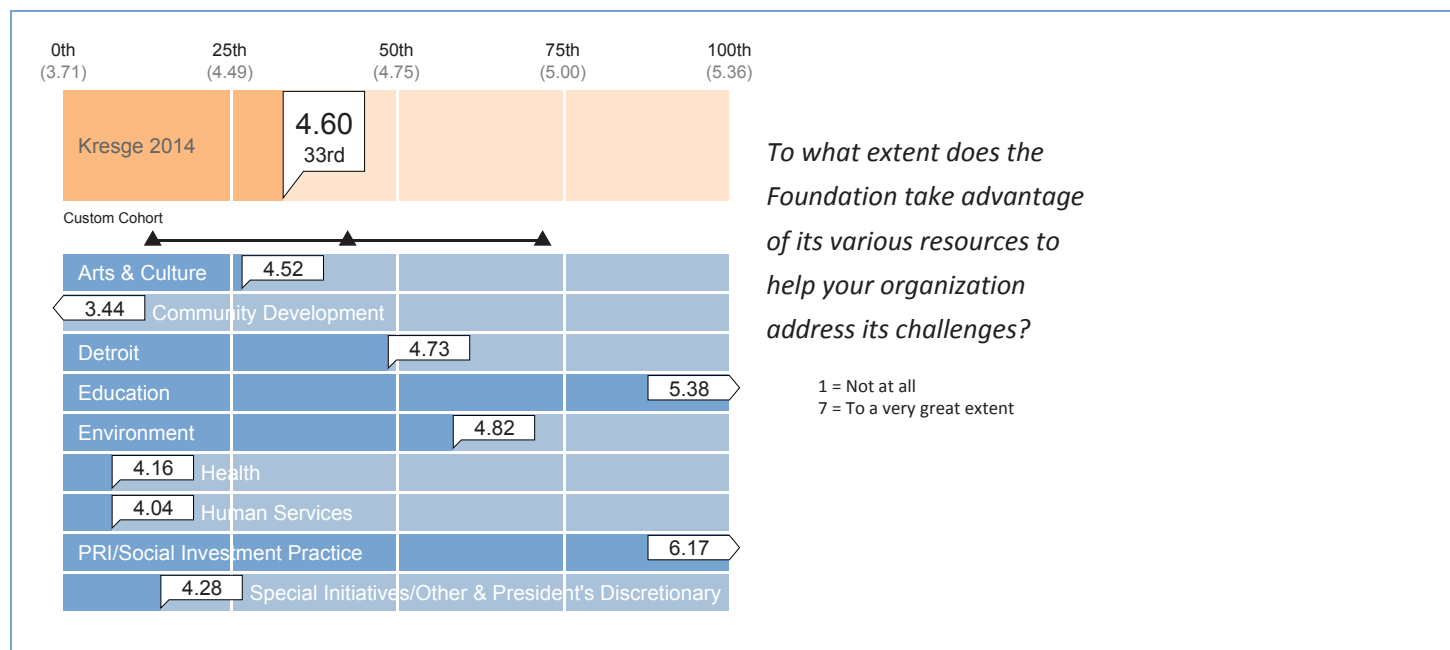 0th 25th 50th 75th 100th
(3.71) (4.49) (4.75) (5.00) (5.36)
Kresge 2014
4.60
33rd
Custom Cohort
Arts & Culture 4.52
3.44 Community Development
Detroit 4.73
Education 5.38
Environment 4.82
4.16 Health
4.04 Human Services
PRI/Social Investment Practice 6.17
4.28 Special Initiatives/Other & President's Discretionary
To what extent does the
Foundation take advantage
of its various resources to
help your organization
address its challenges?
1 = Not at all
7 = To a very great extent